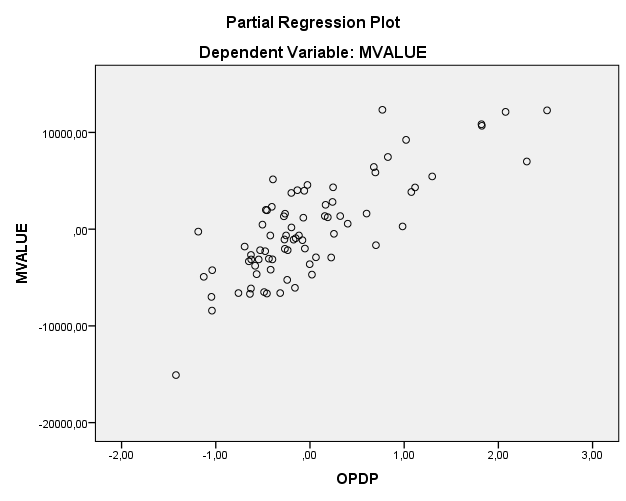 Partial Regression Plot
Dependent Variable: MVALUE
MVALUE
10000,00
,00
-10000,00
-20000,00
-2,00 -1,00 ,00 1,00 2,00 3,00
OPDP